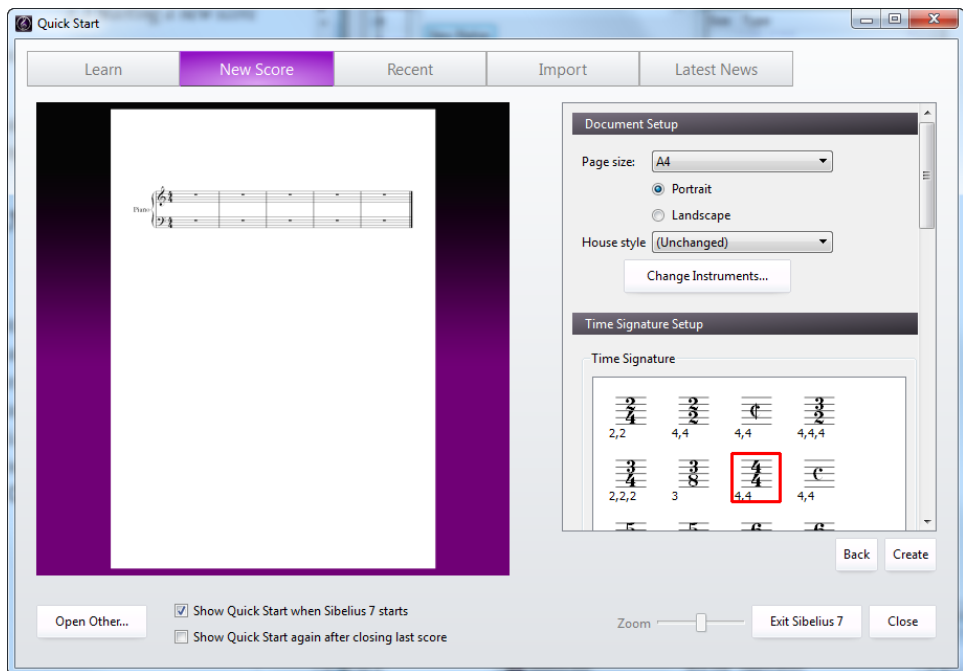 Quick Start
Learn
New Score
Recent
Import
Latest News
Piano
Document Setup
Page size:
A4
Portrait
Landscape
House style
(Unchanged)
Change Instruments...
Time Signature Setup
Time Signature
2,2
4,4
4,4
4,4,4
2,2,2
3
4,4
4,4
Back
Create
Open Other...
Show Quick Start when Sibelius 7 starts
Show Quick Start again after closing last score
Zoom
Exit Sibelius 7
Close